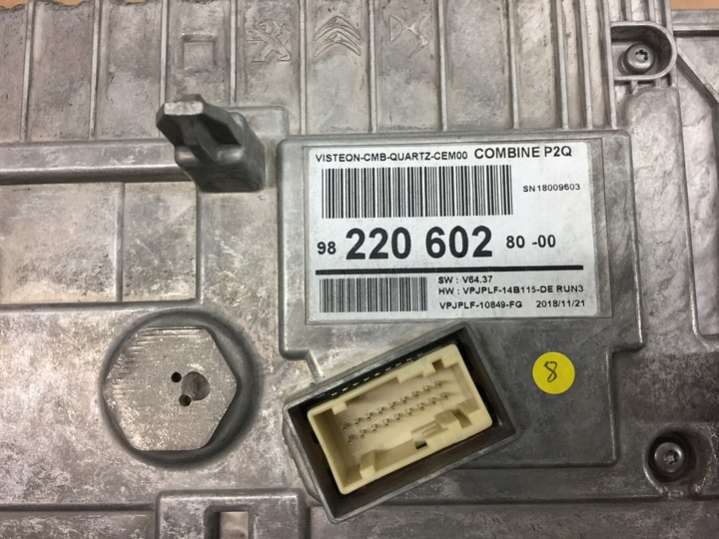 VISTEON-CMB-QUARTZ-CEM00 COMBINE P2Q
SN18009603
98 220 602 80 -00
SW : V64.37
HW : VPJPLF-14B115-DE RUN3
VPJPLF-10849-FG 2018/11/21
8